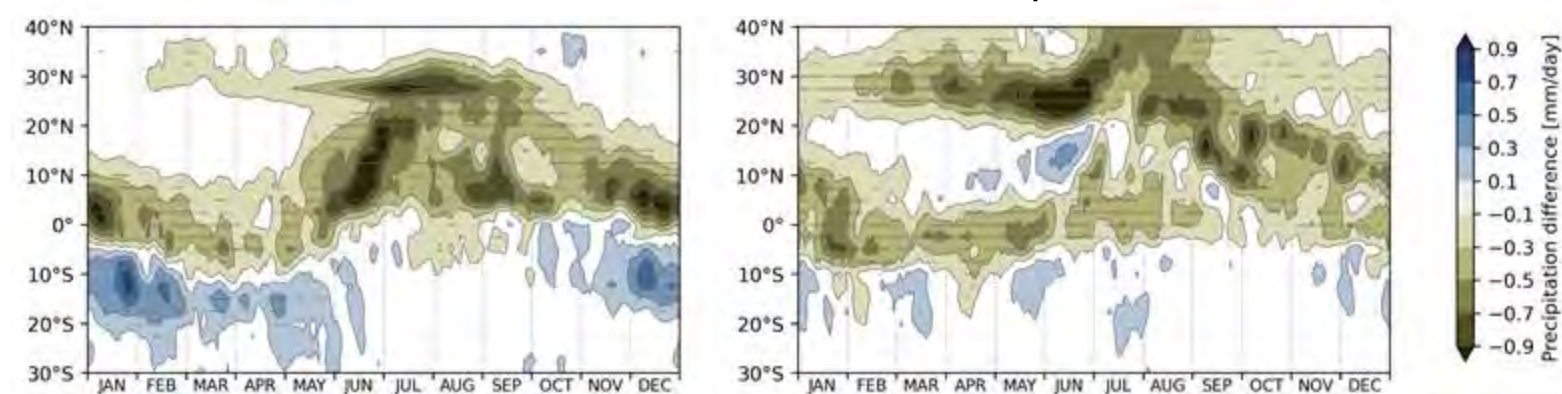 40°N
30°N
20°N
10°N
0°
10°S
20°S
30°S
JAN FEB MAR APR MAY JUN JUL AUG SEP OCT NOV DEC
40°N
30°N
20°N
10°N
0°
10°S
20°S
30°S
JAN FEB MAR APR MAY JUN JUL AUG SEP OCT NOV DEC
0.9
0.7
0.5
0.3
0.1
−0.1
−0.3
−0.5
−0.7
−0.9
Precipitation difference [mm/day]